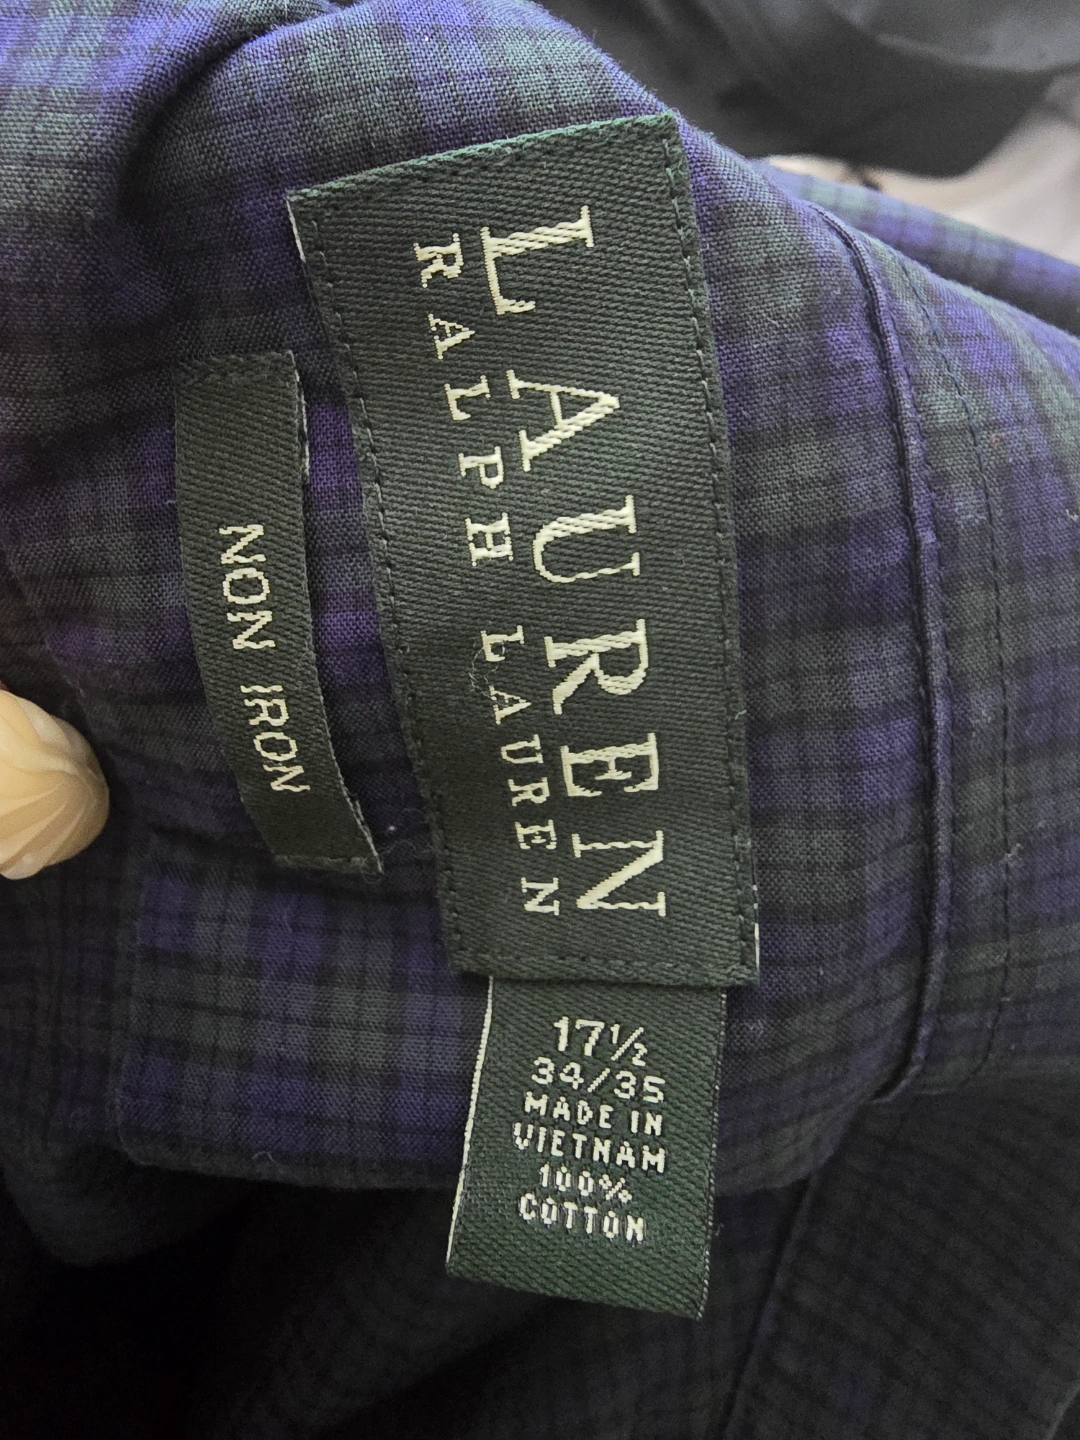 LAUREN
RALPH LAUREN
NON IRON
17½
34/35
MADE IN
VIETNAM
100%
COTTON